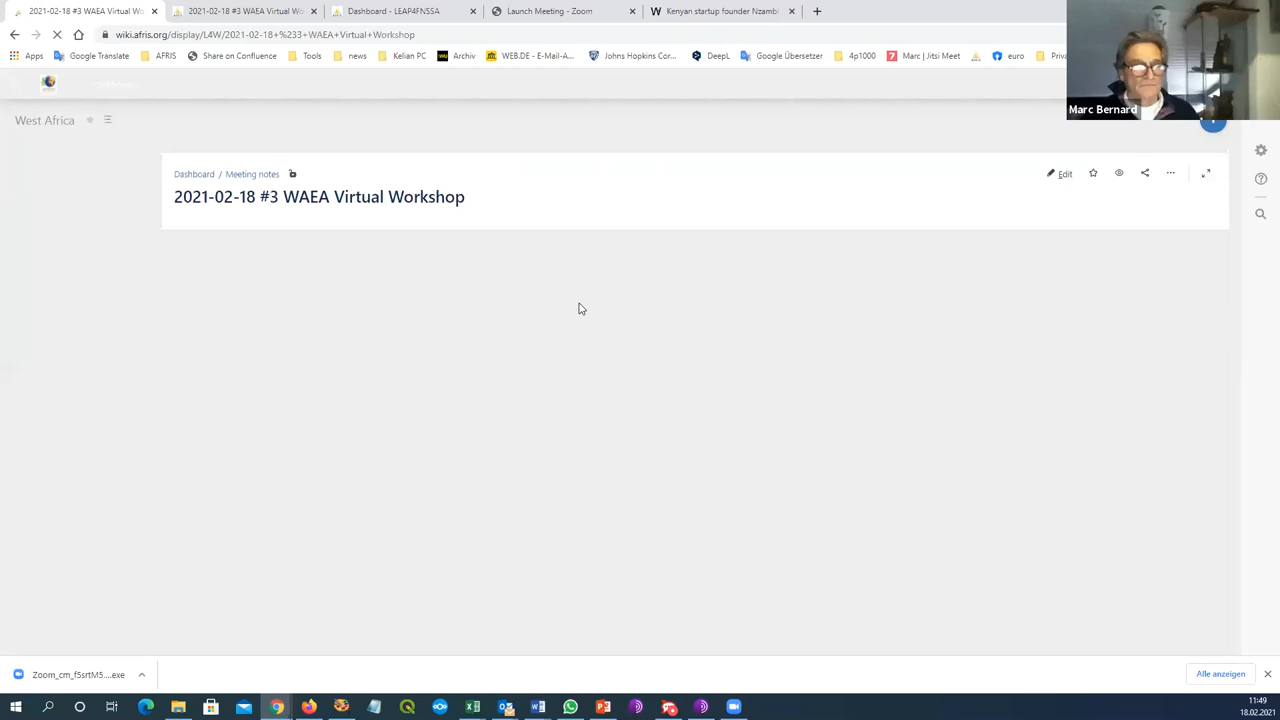 2021-02-18 #3 WAEA Virtual Wo
2021-02-18 #3 WAEA Virtual Wo
Dashboard - LEAP4FNSSA
Launch Meeting - Zoom
Kenyan startup founder Nzambi
wiki.afris.org/display/L4W/2021-02-18+%233+WAEA+Virtual+Workshop
Apps
Google Translate
AFRIS
Share on Confluence
Tools
news
Kelian PC
Archiv
WEB.DE - E-Mail-A...
Johns Hopkins Cor...
DeepL
Google Übersetzer
4p1000
Marc | Jitsi Meet
euro
Priva
Marc Bernard
West Africa
Dashboard / Meeting notes
Edit
2021-02-18 #3 WAEA Virtual Workshop
Zoom_cm_f5srtM5....exe
Alle anzeigen
11:49
18.02.2021